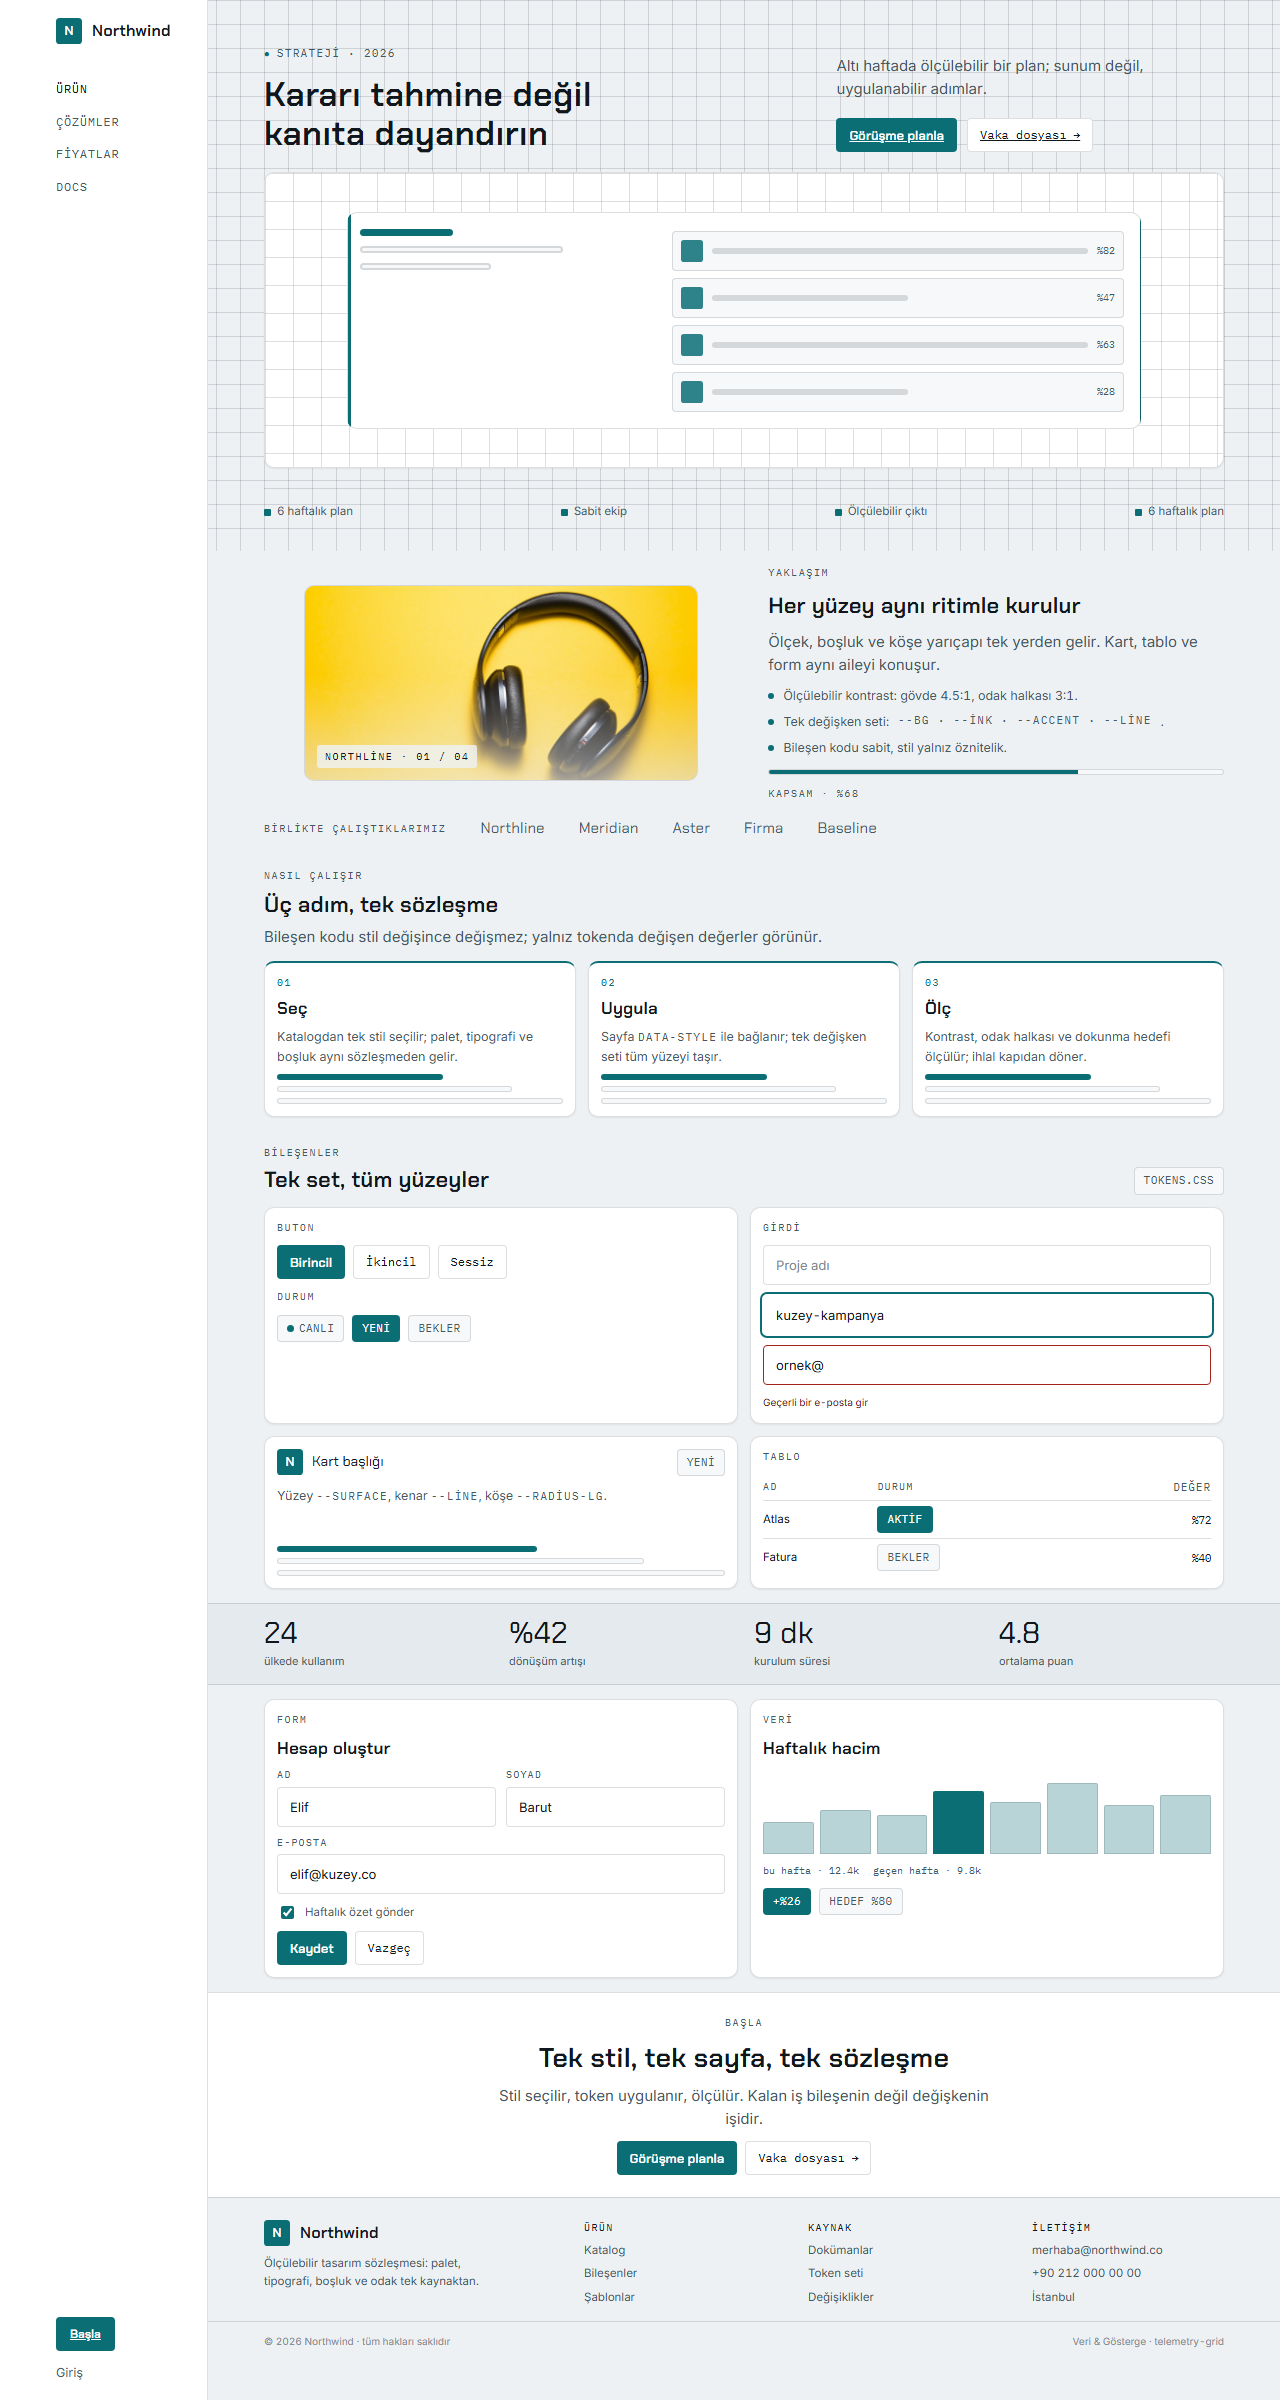 N Northwind
ÜRÜN
ÇÖZÜMLER
FİYATLAR
DOCS
STRATEJİ · 2026
Kararı tahmine değil
kanıta dayandırın
Altı haftada ölçülebilir bir plan; sunum değil,
uygulanabilir adımlar.
Görüşme planla
Vaka dosyası →
%82
%47
%63
%28
6 haftalık plan
Sabit ekip
Ölçülebilir çıktı
6 haftalık plan
NORTHLİNE · 01 / 04
YAKLAŞIM
Her yüzey aynı ritimle kurulur
Ölçek, boşluk ve köşe yarıçapı tek yerden gelir. Kart, tablo ve
form aynı aileyi konuşur.
Ölçülebilir kontrast: gövde 4.5:1, odak halkası 3:1.
Tek değişken seti: --BG · --İNK · --ACCENT · --LİNE .
Bileşen kodu sabit, stil yalnız öznitelik.
KAPSAM · %68
BİRLİKTE ÇALIŞTIKLARIMIZ
Northline
Meridian
Aster
Firma
Baseline
NASIL ÇALIŞIR
Üç adım, tek sözleşme
Bileşen kodu stil değişince değişmez; yalnız tokenda değişen değerler görünür.
01
Seç
Katalogdan tek stil seçilir; palet, tipografi ve
boşluk aynı sözleşmeden gelir.
02
Uygula
Sayfa DATA-STYLE ile bağlanır; tek değişken
seti tüm yüzeyi taşır.
03
Ölç
Kontrast, odak halkası ve dokunma hedefi
ölçülür; ihlal kapıdan döner.
BİLEŞENLER
Tek set, tüm yüzeyler
TOKENS.CSS
BUTON
Birincil
İkincil
Sessiz
DURUM
CANLI
YENİ
BEKLER
GİRDİ
Proje adı
kuzey-kampanya
ornek@
Geçerli bir e-posta gir
N Kart başlığı
YENİ
Yüzey --SURFACE, kenar --LİNE, köşe --RADİUS-LG.
TABLO
AD DURUM DEĞER
Atlas AKTİF %72
Fatura BEKLER %40
24
ülkede kullanım
%42
dönüşüm artışı
9 dk
kurulum süresi
4.8
ortalama puan
FORM
Hesap oluştur
AD
Elif
SOYAD
Barut
E-POSTA
elif@kuzey.co
Haftalık özet gönder
Kaydet
Vazgeç
VERİ
Haftalık hacim
bu hafta · 12.4k geçen hafta · 9.8k
+%26
HEDEF %80
BAŞLA
Tek stil, tek sayfa, tek sözleşme
Stil seçilir, token uygulanır, ölçülür. Kalan iş bileşenin değil değişkenin
işidir.
Görüşme planla
Vaka dosyası →
N Northwind
Ölçülebilir tasarım sözleşmesi: palet,
tipografi, boşluk ve odak tek kaynaktan.
ÜRÜN
Katalog
Bileşenler
Şablonlar
KAYNAK
Dokümanlar
Token seti
Değişiklikler
İLETİŞİM
merhaba@northwind.co
+90 212 000 00 00
İstanbul
Başla
Giriş
© 2026 Northwind · tüm hakları saklıdır
Veri & Gösterge · telemetry-grid